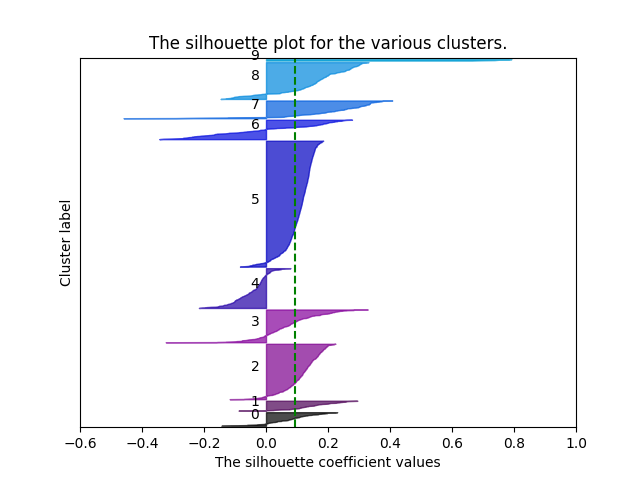 The silhouette plot for the various clusters.
9
8
7
6
5
4
3
2
1
0
Cluster label
−0.6 −0.4 −0.2 0.0 0.2 0.4 0.6 0.8 1.0
The silhouette coefficient values